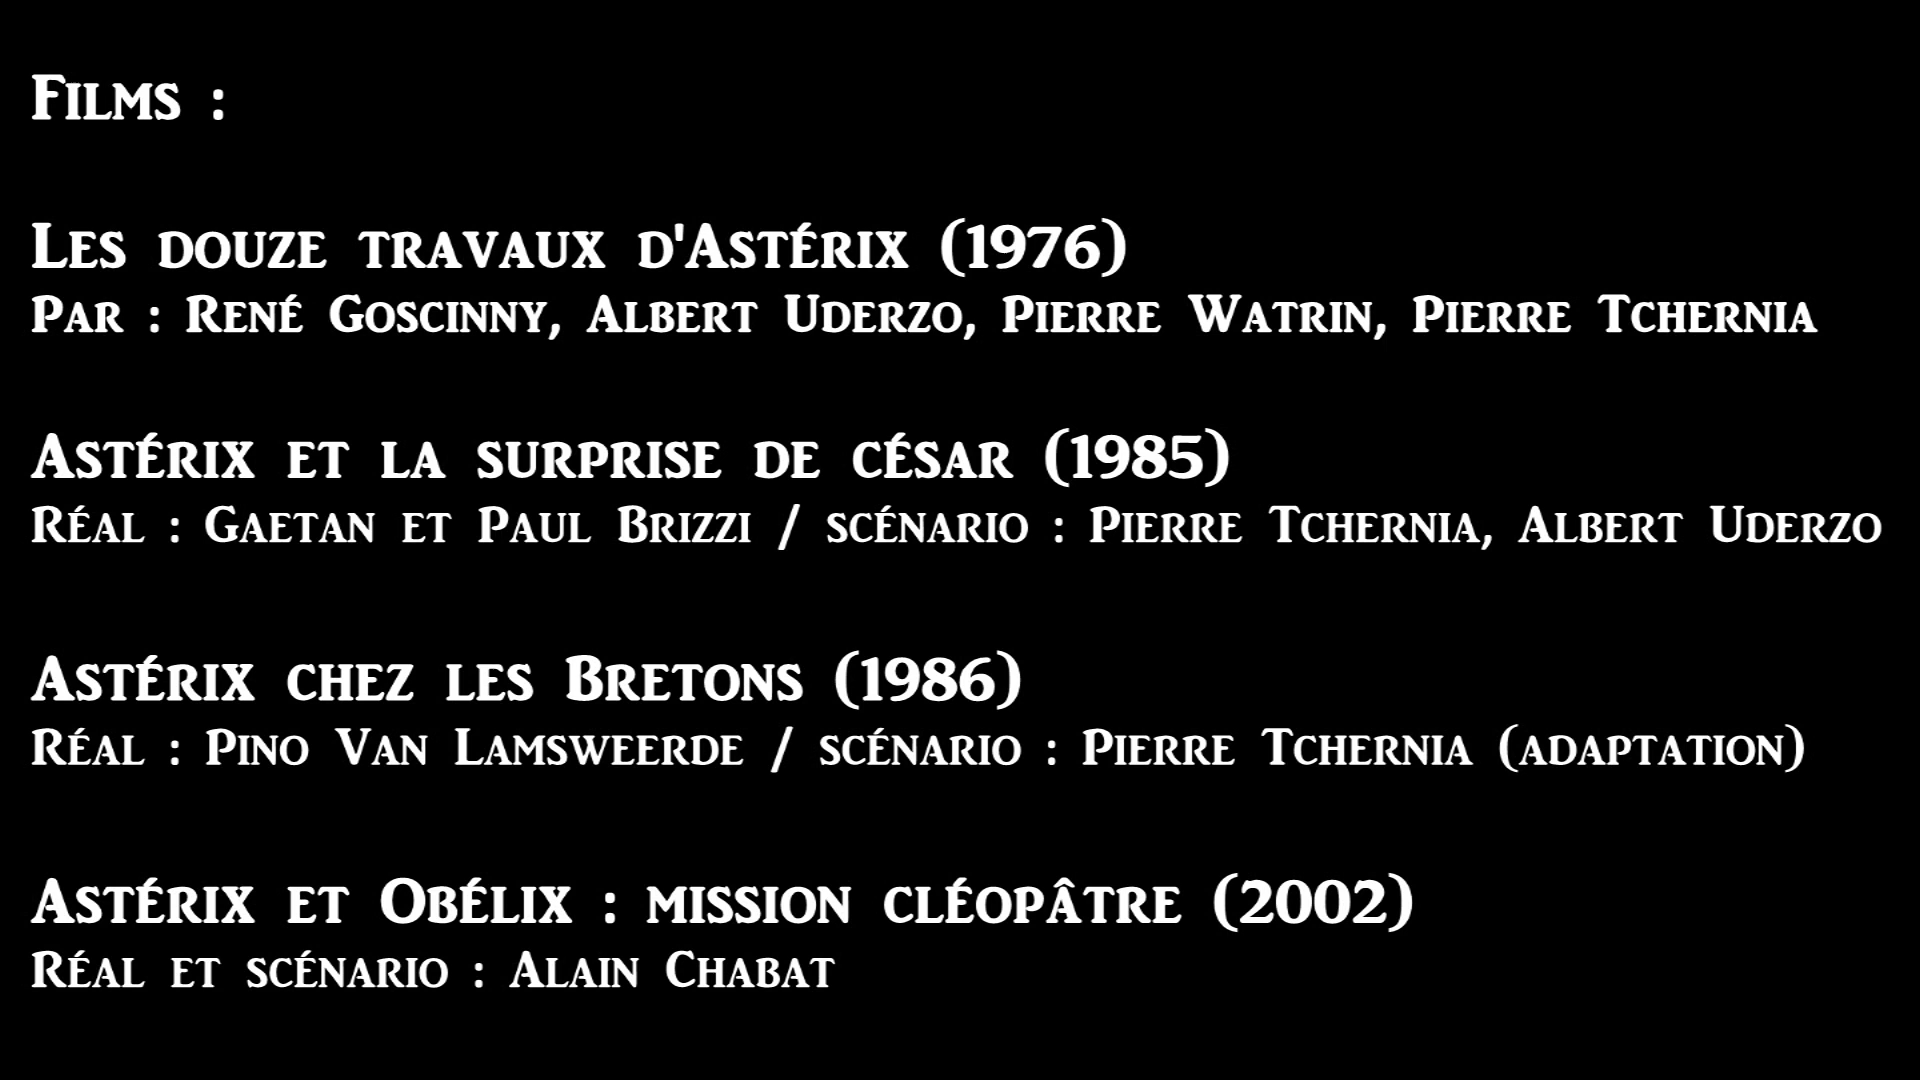 Films :
Les douze travaux d'Astérix (1976)
Par : René Goscinny, Albert Uderzo, Pierre Watrin, Pierre Tchernia
Astérix et la surprise de césar (1985)
Réal : Gaetan et Paul Brizzi / scénario : Pierre Tchernia, Albert Uderzo
Astérix chez les Bretons (1986)
Réal : Pino Van Lamsweerde / scénario : Pierre Tchernia (adaptation)
Astérix et Obélix : mission cléopâtre (2002)
Réal et scénario : Alain Chabat